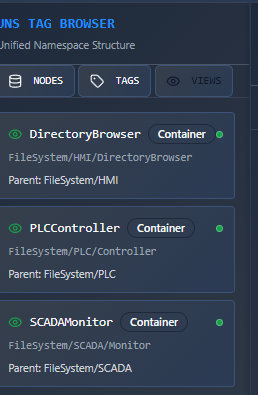 UNS TAG BROWSER
Unified Namespace Structure
NODES TAGS VIEWS
DirectoryBrowser Container
FileSystem/HMI/DirectoryBrowser
Parent: FileSystem/HMI
PLCController Container
FileSystem/PLC/Controller
Parent: FileSystem/PLC
SCADAMonitor Container
FileSystem/SCADA/Monitor
Parent: FileSystem/SCADA